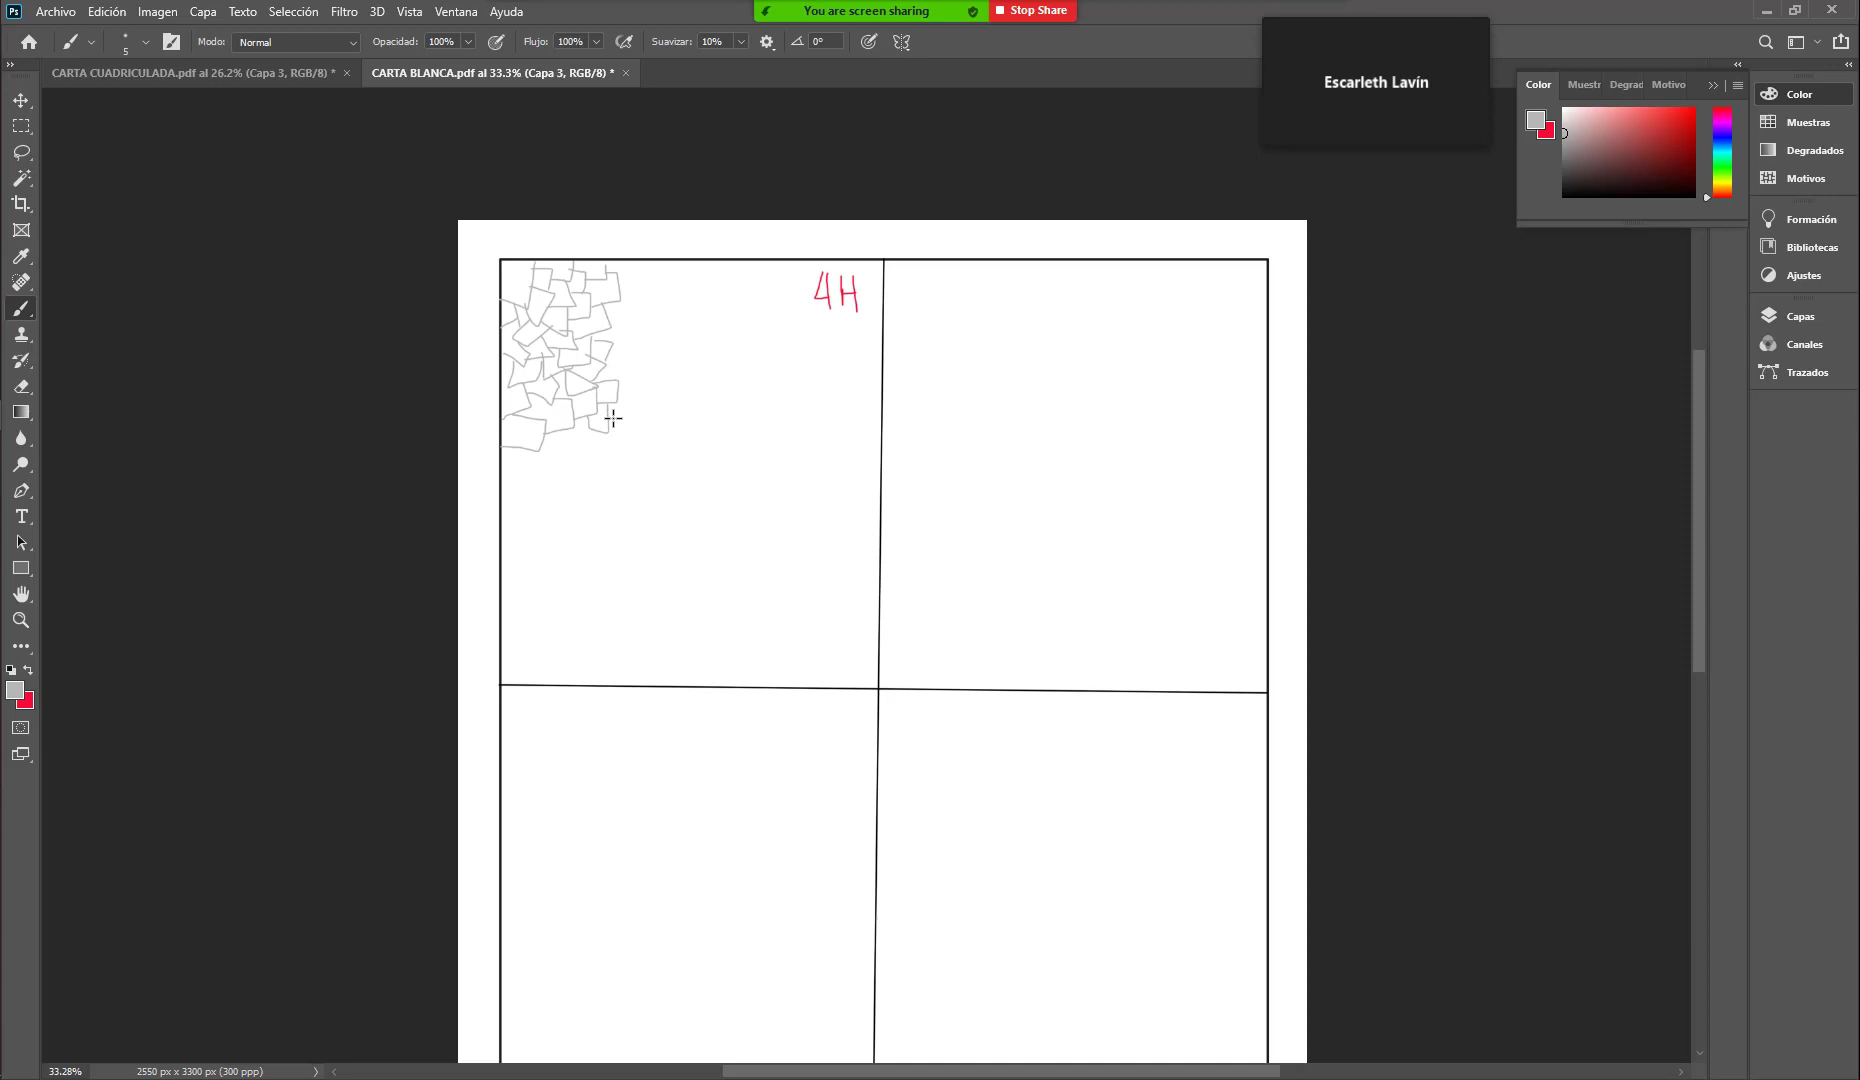 Ps Archivo Edición Imagen Capa Texto Selección Filtro 3D Vista Ventana Ayuda
You are screen sharing Stop Share
5 Modo: Normal Opacidad: 100% Flujo: 100% Suavizar: 10% 0°
CARTA CUADRICULADA.pdf al 26.2% (Capa 3, RGB/8) * × CARTA BLANCA.pdf al 33.3% (Capa 3, RGB/8) * ×
Escarleth Lavín
Color Muestr Degrad Motivo
Color
Muestras
Degradados
Motivos
Formación
Bibliotecas
Ajustes
Capas
Canales
Trazados
4H
33.28% 2550 px x 3300 px (300 ppp)